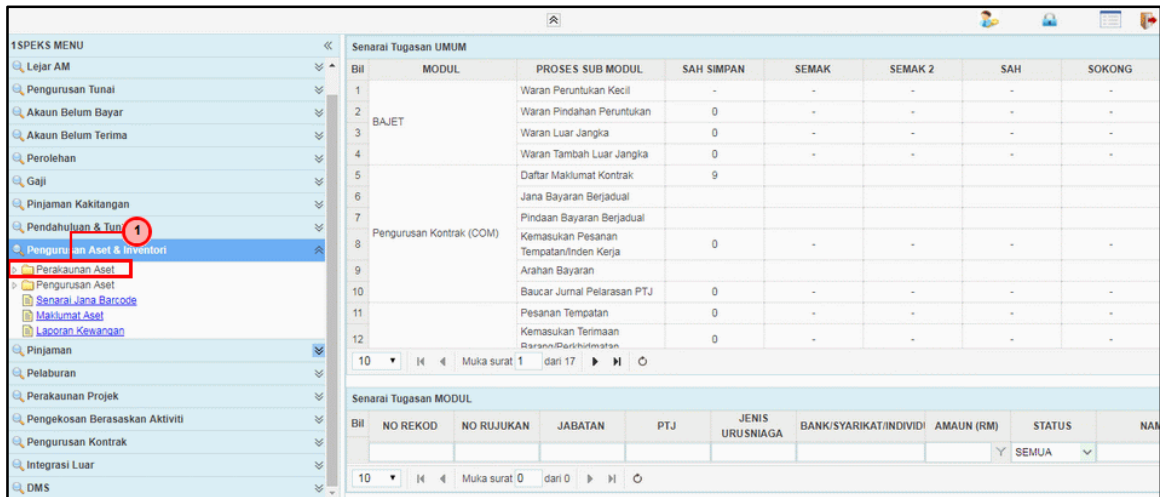 1SPEKS MENU
Lejar AM
Pengurusan Tunai
Akaun Belum Bayar
Akaun Belum Terima
Perolehan
Gaji
Pinjaman Kakitangan
Pendahuluan &
1
Pengurusan Aset & Inventori
Perakaunan Aset
Pengurusan Aset
Senarai Jana Barcode
Maklumat Aset
Laporan Kewangan
Pinjaman
Pelaburan
Perakaunan Projek
Pengekosan Berasaskan Aktiviti
Pengurusan Kontrak
Integrasi Luar
DMS
Senarai Tugasan UMUM
Bil MODUL PROSES SUB MODUL SAH SIMPAN SEMAK SEMAK 2 SAH SOKONG
1 Waran Peruntukan Kecil - - - - -
2 BAJET Waran Pindahan Peruntukan 0 - - - -
3 Waran Luar Jangka 0 - - - -
4 Waran Tambah Luar Jangka 0 - - - -
5 Daftar Maklumat Kontrak 9
6 Jana Bayaran Berjadual
7 Pindaan Bayaran Berjadual
Pengurusan Kontrak (COM)
8 Kemasukan Pesanan
Tempatan/Inden Kerja 0 - - - -
9 Arahan Bayaran
10 Baucar Jurnal Pelarasan PTJ 0 - - - -
11 Pesanan Tempatan 0 - - - -
12 Kemasukan Terimaan
Barang/Perkhidmatan 0 - - - -
10 Muka surat 1 dari 17
Senarai Tugasan MODUL
Bil NO REKOD NO RUJUKAN JABATAN PTJ JENIS
URUSNIAGA BANK/SYARIKAT/INDIVIDU AMAUN (RM) STATUS NAM
SEMUA
10 Muka surat 0 dari 0